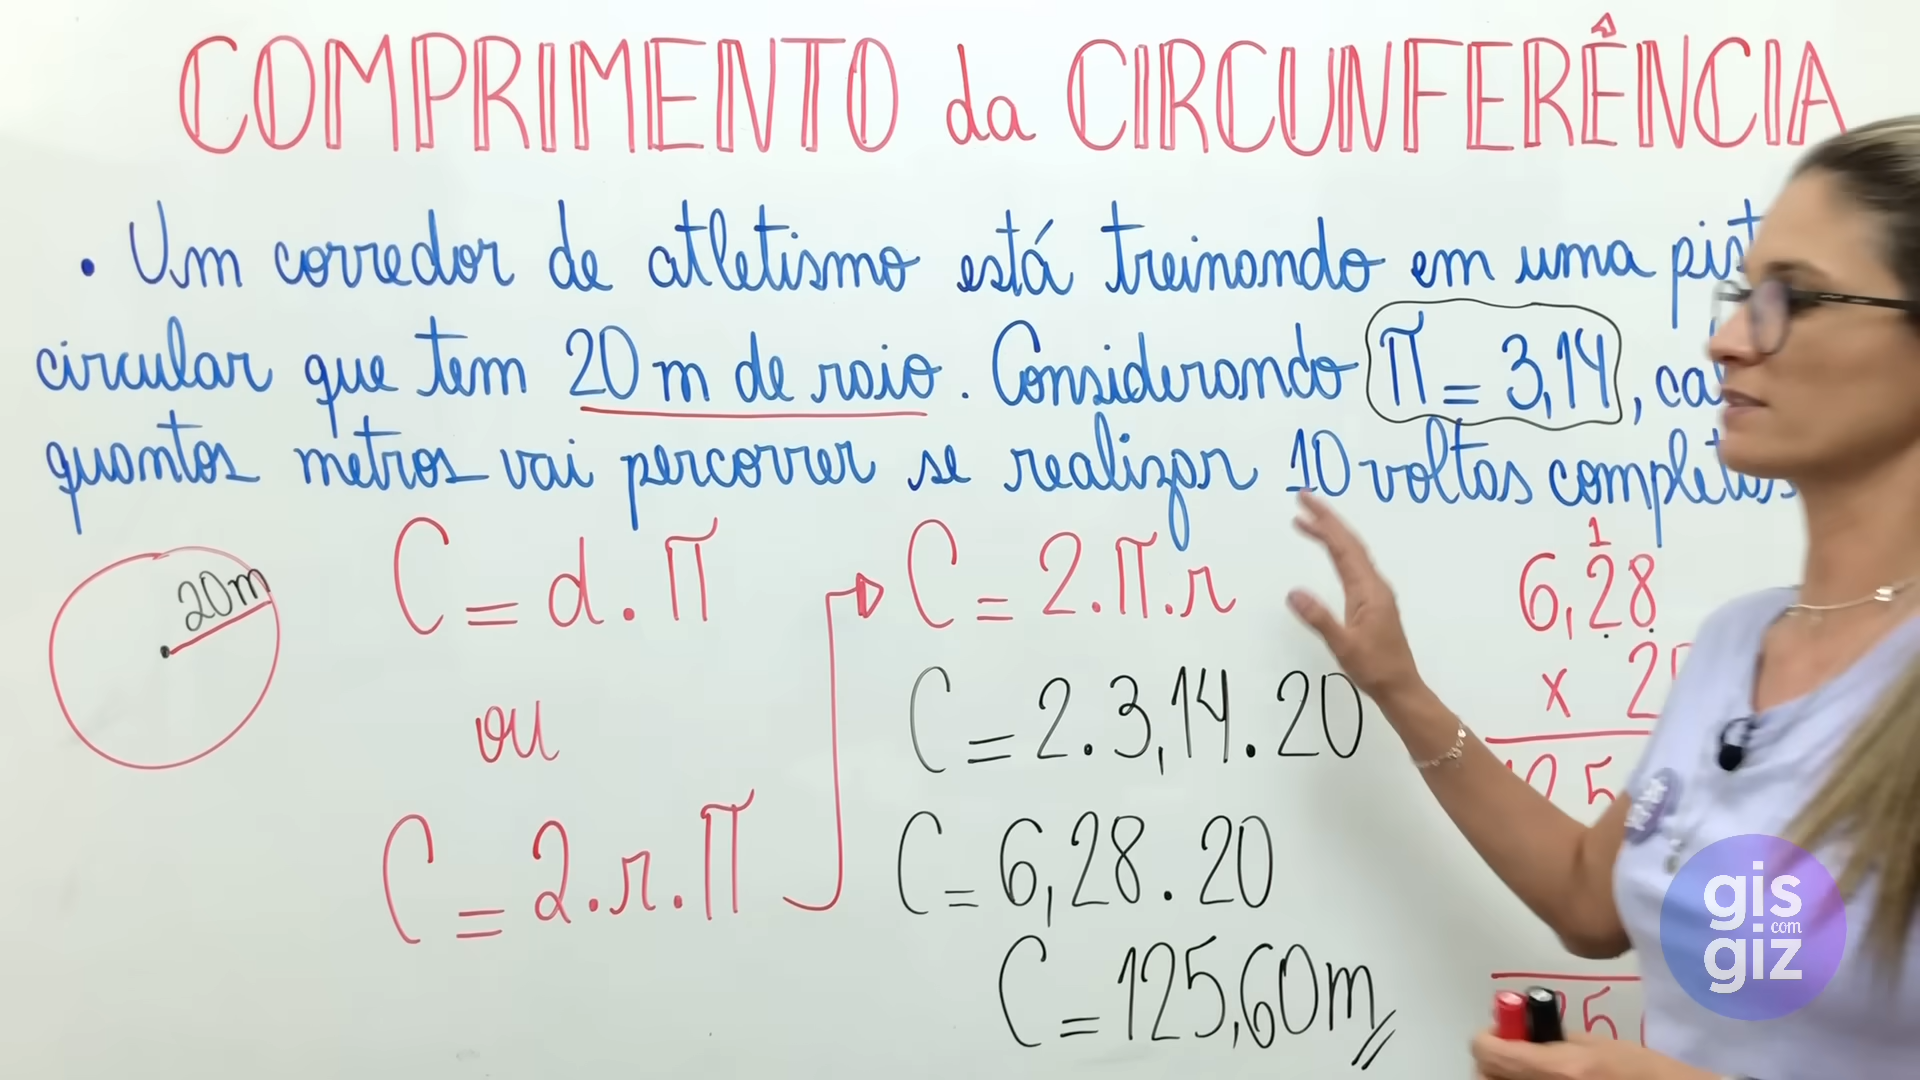 COMPRIMENTO da CIRCUNFERÊNCIA
• Um corredor de atletismo está treinando em uma
circular que tem 20 m de raio. Considerando π = 3,14,
quantos metros vai percorrer se realizar 10 voltas completas
20m
C = d . π
ou
C = 2 . r . π
C = 2 . π . r
C = 2 . 3,14 . 20
C = 6,28 . 20
C = 125,60m
1
6,28
x 2
gis
com
giz